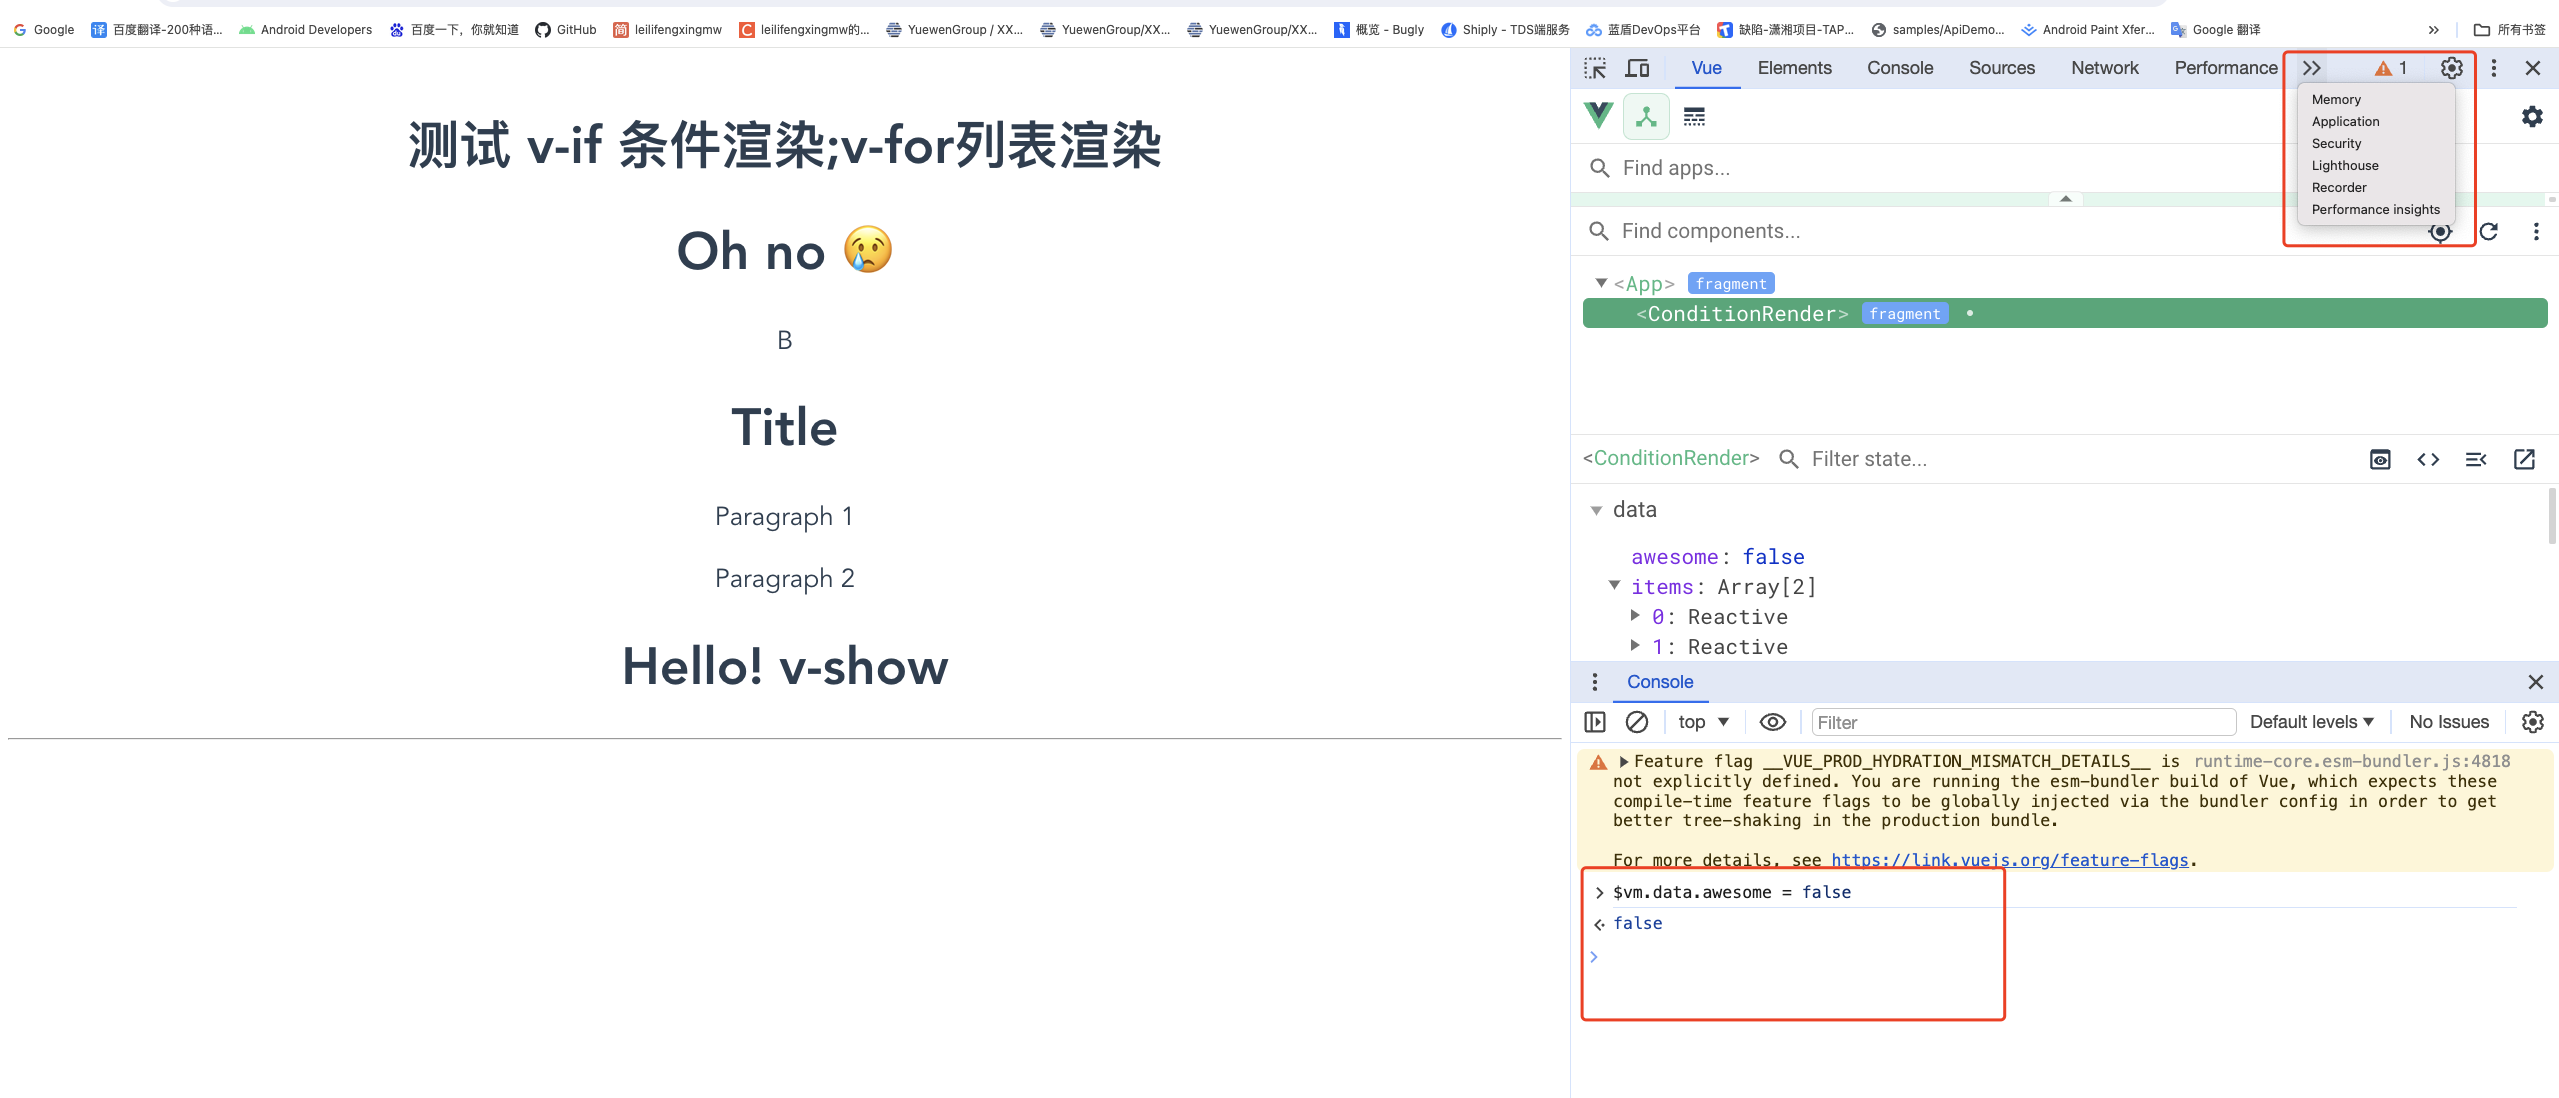 Google 百度翻译-200种语... Android Developers 百度一下，你就知道 GitHub leilifengxingmw leilifengxingmw的... YuewenGroup / XX... YuewenGroup/XX... YuewenGroup/XX... 概览 - Bugly Shiply - TDS端服务 蓝盾DevOps平台 缺陷-潇湘项目-TAP... samples/ApiDemo... Android Paint Xfer... Google 翻译 » 所有书签
测试 v-if 条件渲染;v-for列表渲染
Oh no 😢
B
Title
Paragraph 1
Paragraph 2
Hello! v-show
Vue Elements Console Sources Network Performance 1
Memory
Application
Security
Lighthouse
Recorder
Performance insights
Find apps...
Find components...
<App> fragment
<ConditionRender> fragment
<ConditionRender> Filter state...
data
awesome: false
items: Array[2]
0: Reactive
1: Reactive
Console
top Filter Default levels No Issues
Feature flag __VUE_PROD_HYDRATION_MISMATCH_DETAILS__ is runtime-core.esm-bundler.js:4818
not explicitly defined. You are running the esm-bundler build of Vue, which expects these
compile-time feature flags to be globally injected via the bundler config in order to get
better tree-shaking in the production bundle.
For more details, see https://link.vuejs.org/feature-flags.
> $vm.data.awesome = false
false
>